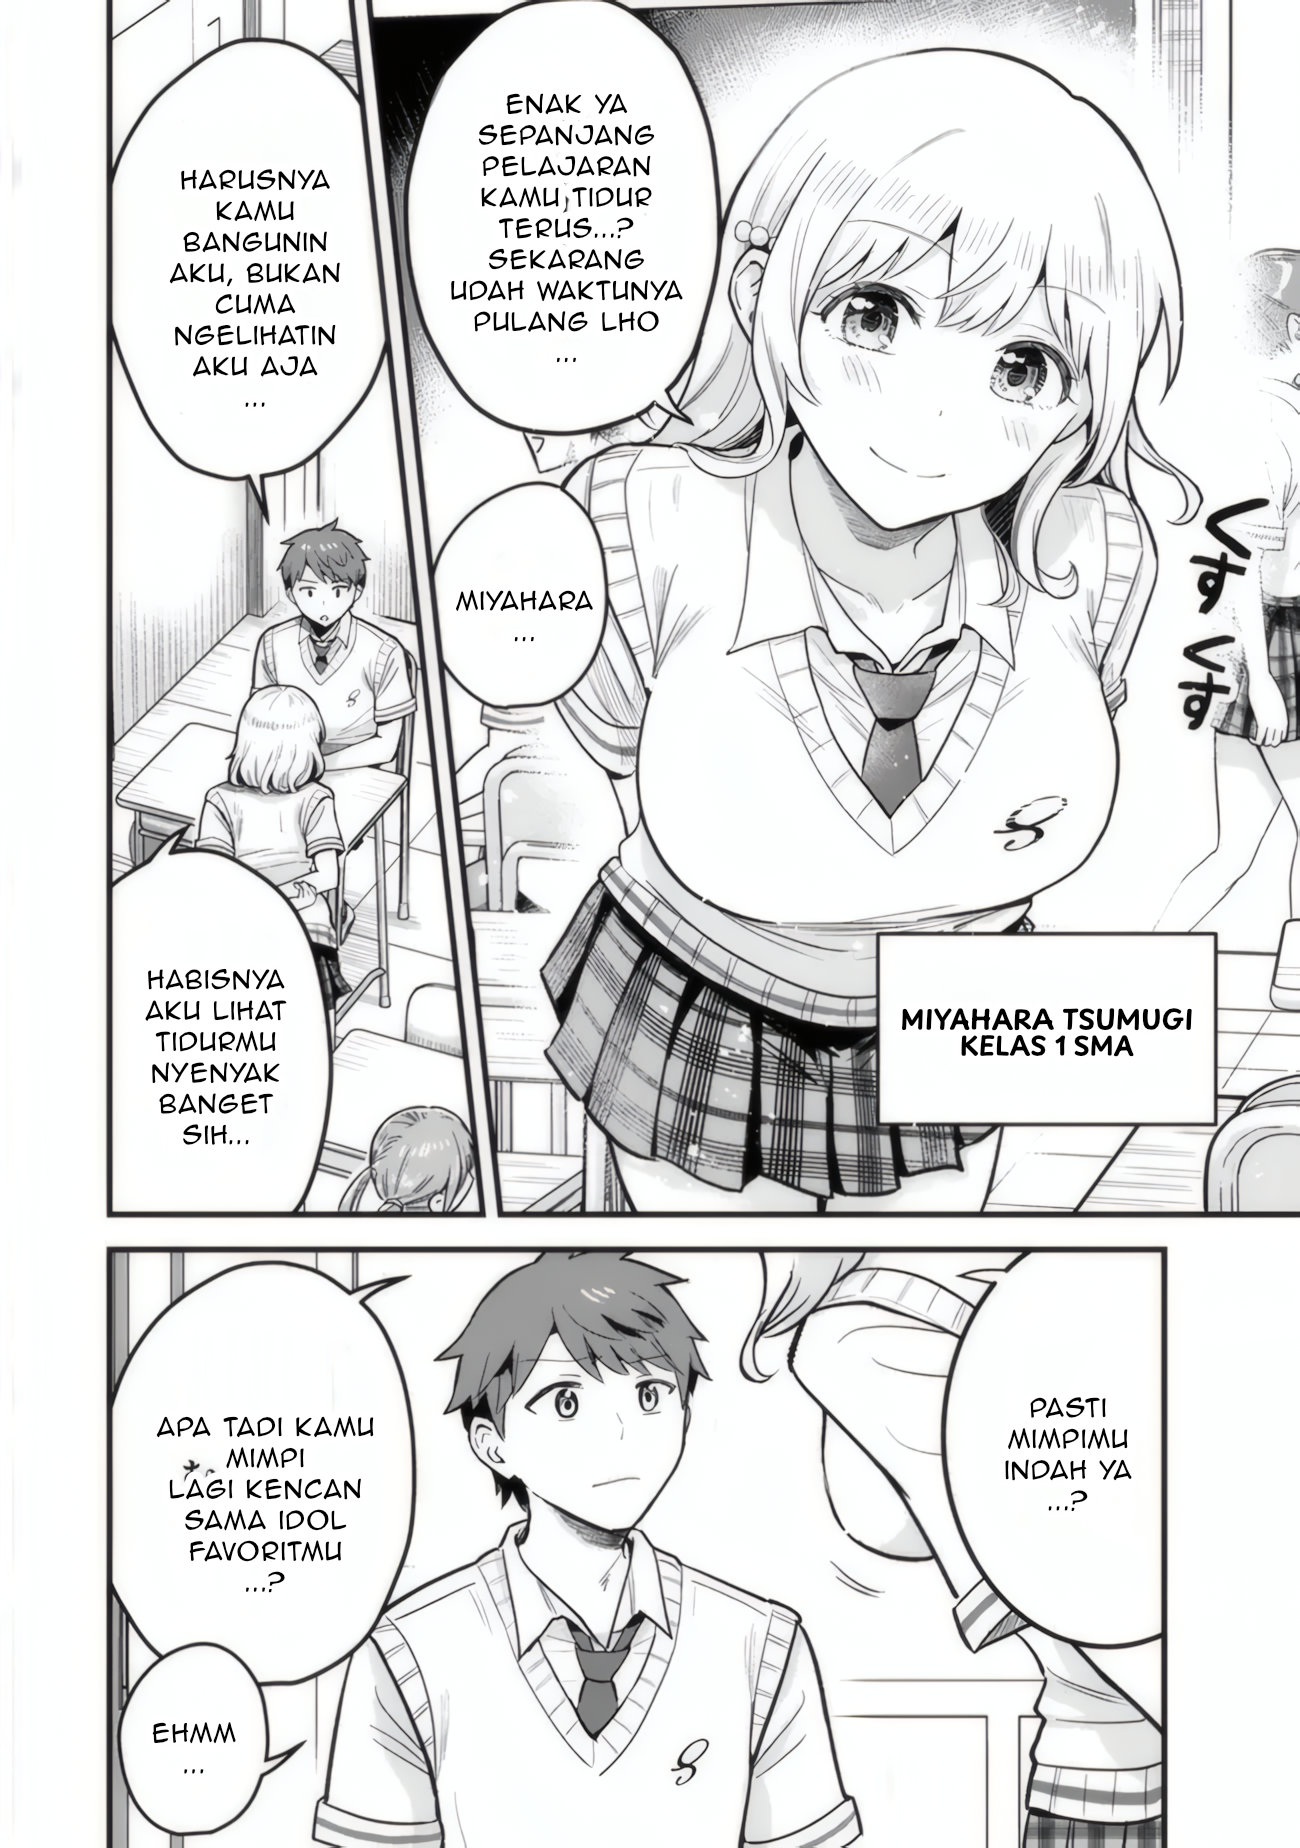 ENAK YA
SEPANJANG
PELAJARAN
KAMU TIDUR
TERUS...?
SEKARANG
UDAH WAKTUNYA
PULANG LHO
...
MIYAHARA
...
くす
くす
MIYAHARA TSUMUGI
KELAS 1 SMA
HARUSNYA
KAMU
BANGUNIN
AKU, BUKAN
CUMA
NGELIHATIN
AKU AJA
...
HABISNYA
AKU LIHAT
TIDURMU
NYENYAK
BANGET
SIH...
PASTI
MIMPIMU
INDAH YA
...?
APA TADI KAMU
MIMPI
LAGI KENCAN
SAMA IDOL
FAVORITMU
...?
EHMM
...